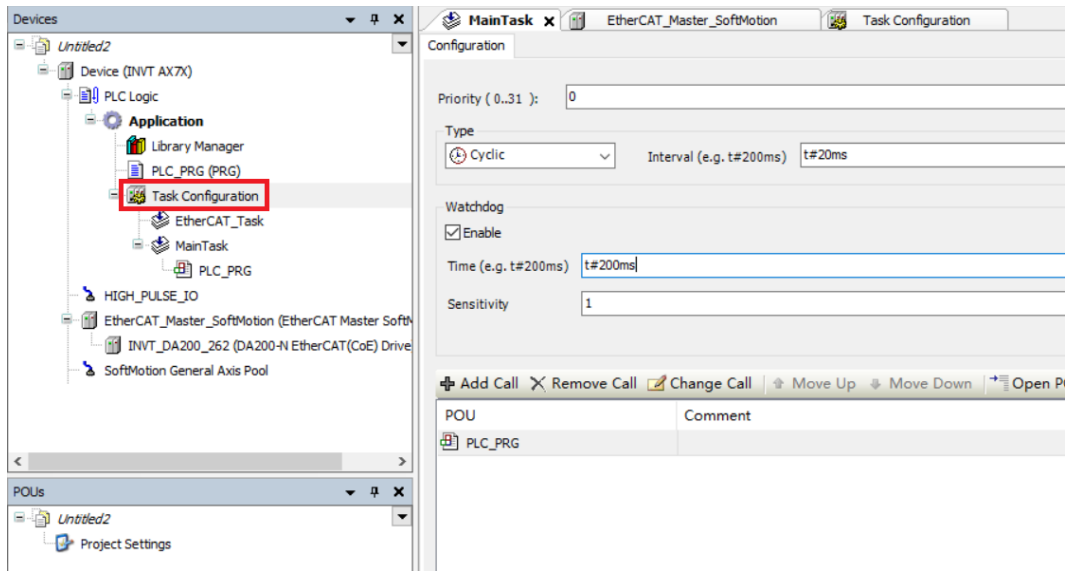 Devices
Untitled2
Device (INVT AX7X)
PLC Logic
Application
Library Manager
PLC_PRG (PRG)
Task Configuration
EtherCAT_Task
MainTask
PLC_PRG
HIGH_PULSE_IO
EtherCAT_Master_SoftMotion (EtherCAT Master Soft
INVT_DA200_262 (DA200-N EtherCAT(CoE) Drive
SoftMotion General Axis Pool
POUs
Untitled2
Project Settings
MainTask EtherCAT_Master_SoftMotion Task Configuration
Configuration
Priority ( 0..31 ): 0
Type
Cyclic Interval (e.g. t#200ms) t#20ms
Watchdog
Enable
Time (e.g. t#200ms) t#200ms
Sensitivity 1
Add Call Remove Call Change Call Move Up Move Down Open P
POU Comment
PLC_PRG